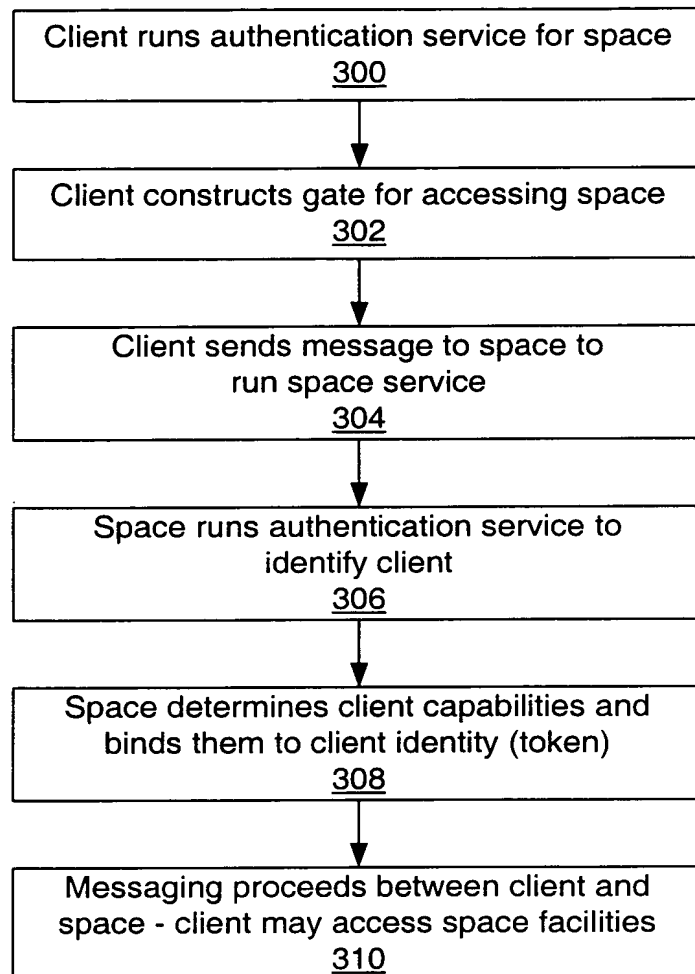 Client runs authentication service for space
300
Client constructs gate for accessing space
302
Client sends message to space to
run space service
304
Space runs authentication service to
identify client
306
Space determines client capabilities and
binds them to client identity (token)
308
Messaging proceeds between client and
space - client may access space facilities
310